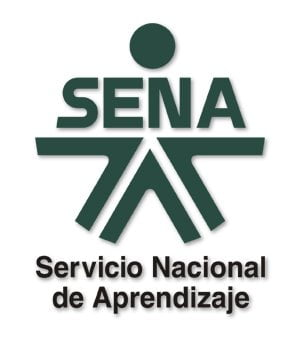 SENA
Servicio Nacional
de Aprendizaje